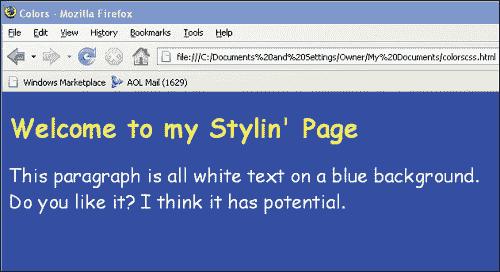 Colors - Mozilla Firefox
File Edit View History Bookmarks Tools Help
file:///C:/Documents%20and%20Settings/Owner/My%20Documents/colorscss.html
Windows Marketplace AOL Mail (1629)
Welcome to my Stylin' Page
This paragraph is all white text on a blue background.
Do you like it? I think it has potential.